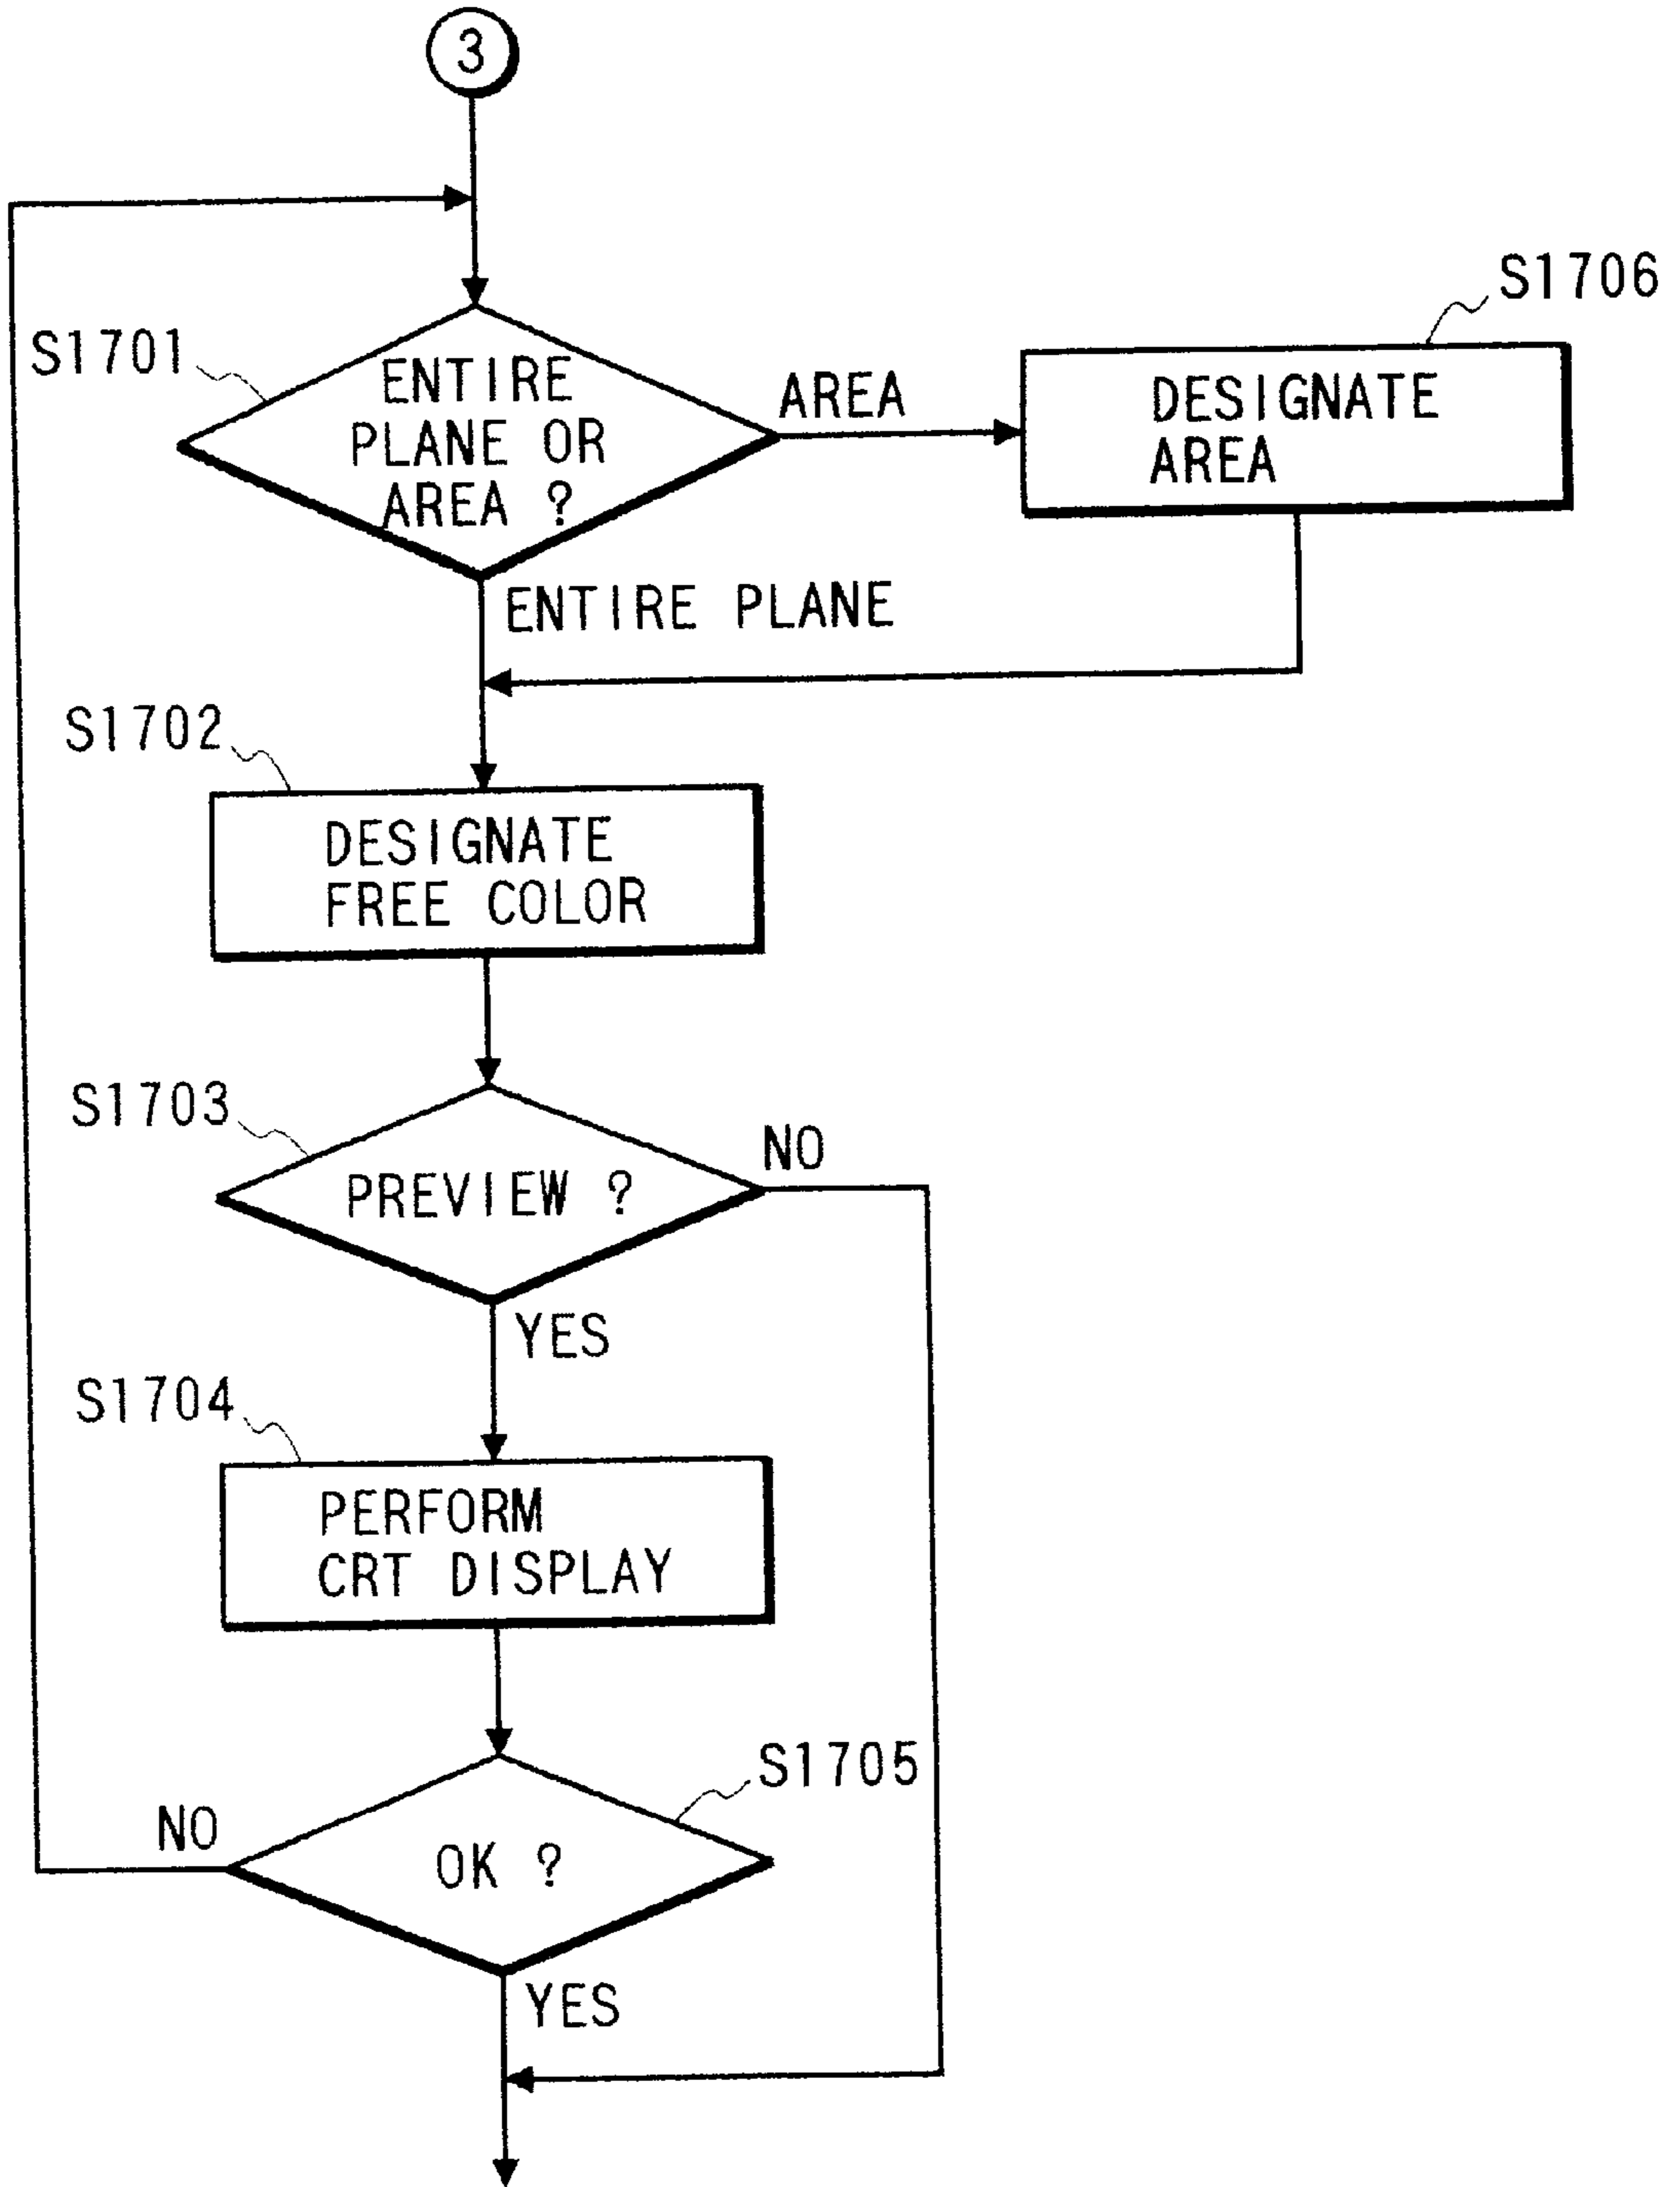 3
S1706
S1701
ENTIRE
PLANE OR
AREA ?
AREA
DESIGNATE
AREA
ENTIRE PLANE
S1702
DESIGNATE
FREE COLOR
S1703
NO
PREVIEW ?
YES
S1704
PERFORM
CRT DISPLAY
S1705
NO
OK ?
YES